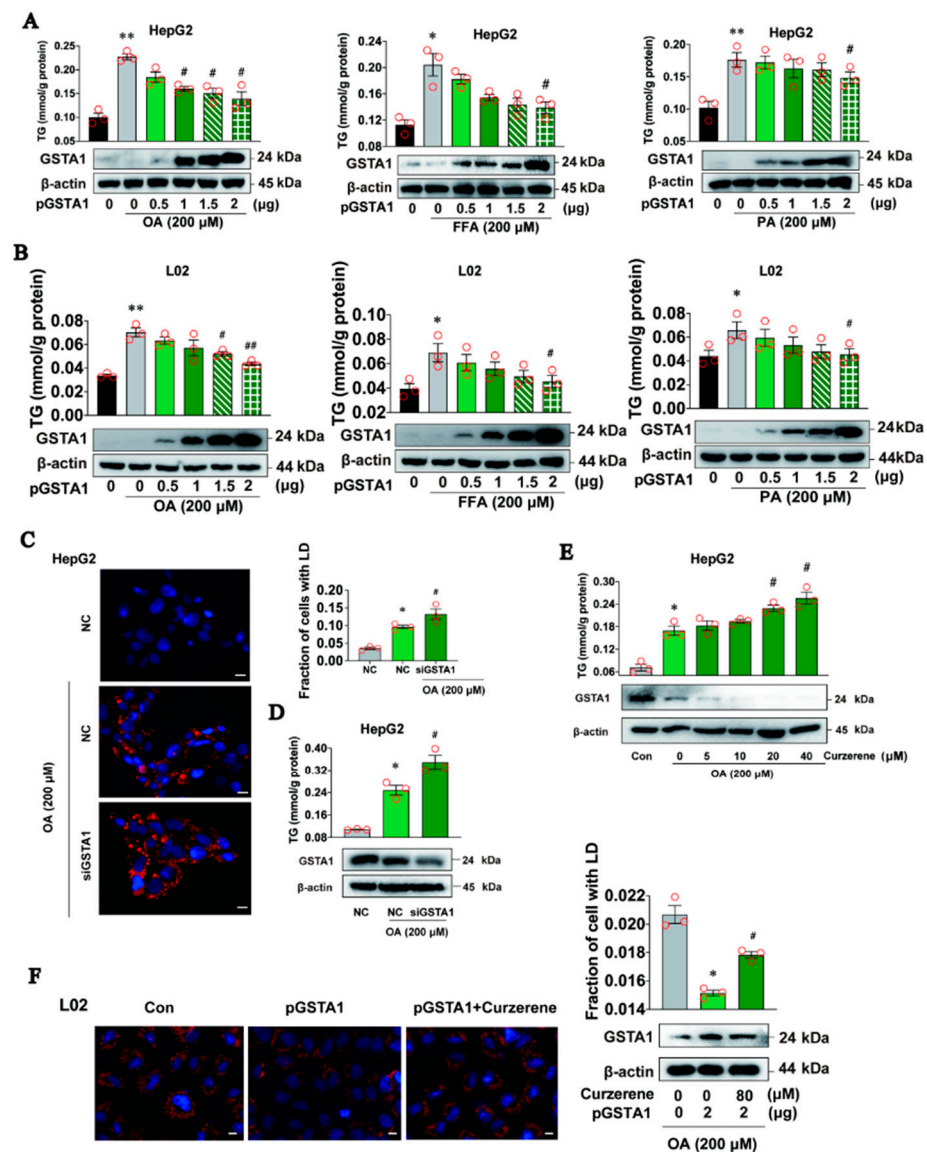 A
HepG2
TG (mmol/g protein)
0.25
0.20
0.15
0.10
0.05
**
# # #
GSTA1
24 kDa
β-actin
45 kDa
pGSTA1 0 0 0.5 1 1.5 2 (μg)
OA (200 μM)
HepG2
TG (mmol/g protein)
0.24
0.20
0.16
0.12
0.08
*
#
GSTA1
24 kDa
β-actin
45 kDa
pGSTA1 0 0 0.5 1 1.5 2 (μg)
FFA (200 μM)
HepG2
TG (mmol/g protein)
0.25
0.20
0.15
0.10
0.05
**
#
GSTA1
24 kDa
β-actin
45 kDa
pGSTA1 0 0 0.5 1 1.5 2 (μg)
PA (200 μM)
B
L02
TG (mmol/g protein)
0.08
0.06
0.04
0.02
0.00
**
# ##
GSTA1
24 kDa
β-actin
44 kDa
pGSTA1 0 0 0.5 1 1.5 2 (μg)
OA (200 μM)
L02
TG (mmol/g protein)
0.10
0.08
0.06
0.04
0.02
*
#
GSTA1
24 kDa
β-actin
44 kDa
pGSTA1 0 0 0.5 1 1.5 2 (μg)
FFA (200 μM)
L02
TG (mmol/g protein)
0.08
0.06
0.04
0.02
0.00
*
#
GSTA1
24kDa
β-actin
44kDa
pGSTA1 0 0 0.5 1 1.5 2 (μg)
PA (200 μM)
C
HepG2
NC
NC
siGSTA1
OA (200 μM)
Fraction of cells with LD
0.20
0.15
0.10
0.05
0.00
*
#
NC NC siGSTA1
OA (200 μM)
D
HepG2
TG (mmol/g protein)
0.40
0.32
0.24
0.16
0.08
*
#
GSTA1
24 kDa
β-actin
45 kDa
NC NC siGSTA1
OA (200 μM)
E
HepG2
TG (mmol/g protein)
0.30
0.24
0.18
0.12
0.06
*
# #
GSTA1
24 kDa
β-actin
45 kDa
Con 0 5 10 20 40 Curzerene (μM)
OA (200 μM)
F
L02
Con
pGSTA1
pGSTA1+Curzerene
Fraction of cell with LD
0.022
0.020
0.018
0.016
0.014
*
#
GSTA1
24 kDa
β-actin
44 kDa
Curzerene 0 0 80 (μM)
pGSTA1 0 2 2 (μg)
OA (200 μM)